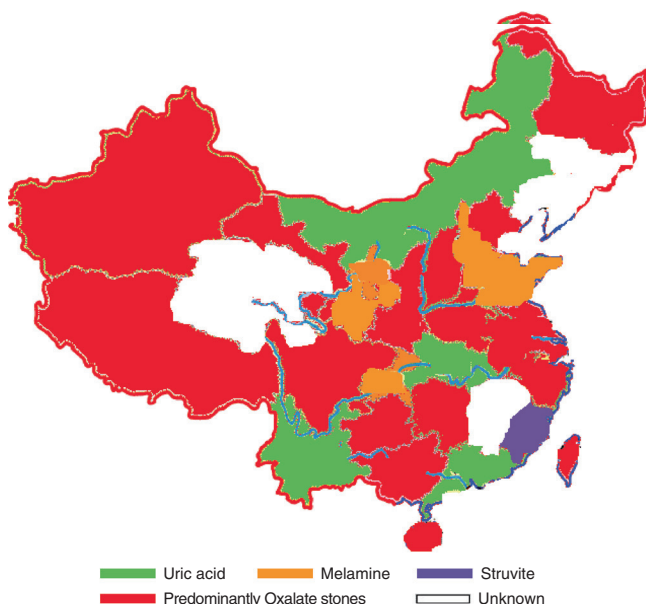 Uric acid
Melamine
Struvite
Predominantly Oxalate stones
Unknown